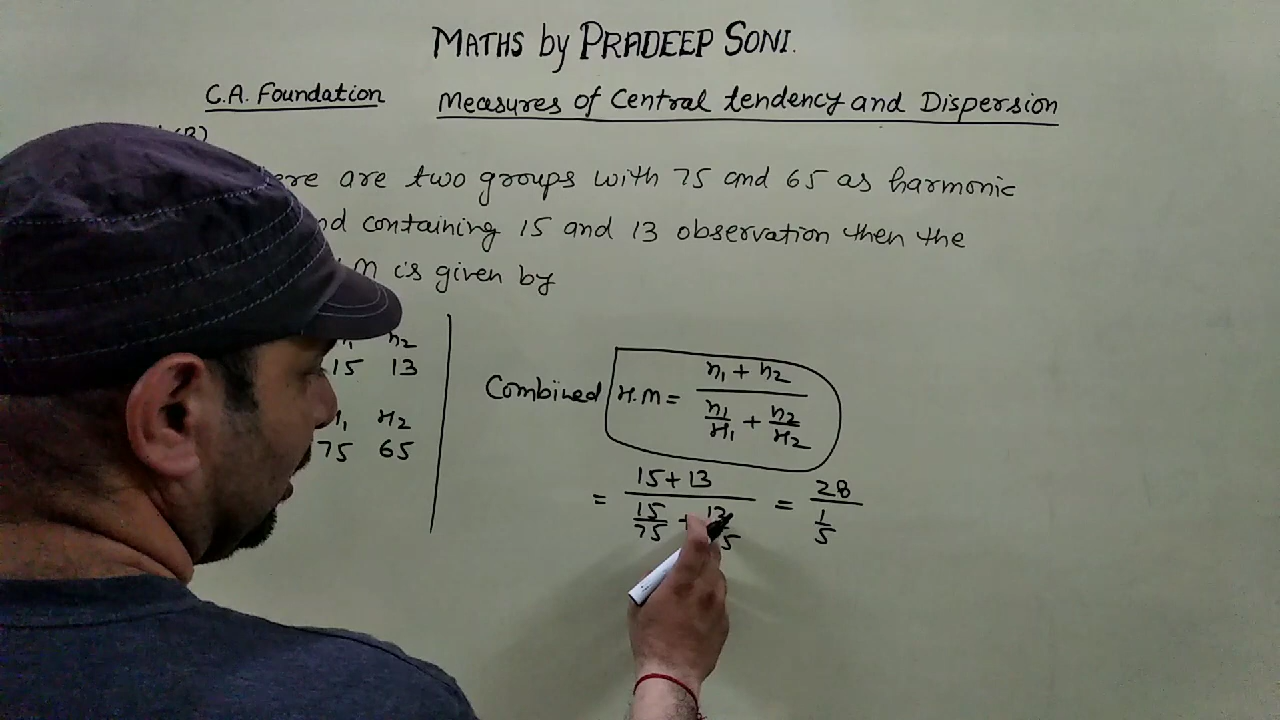 MATHS by PRADEEP SONI.
C.A. Foundation Measures of Central tendency and Dispersion
are two groups with 75 and 65 as harmonic
containing 15 and 13 observation then the
M is given by
n2
15 13
H2
75 65
Combined H.M = (n1 + n2) / (n1/H1 + n2/H2)
= (15+13) / (15/75 + 13/
= 28 / (1/5)